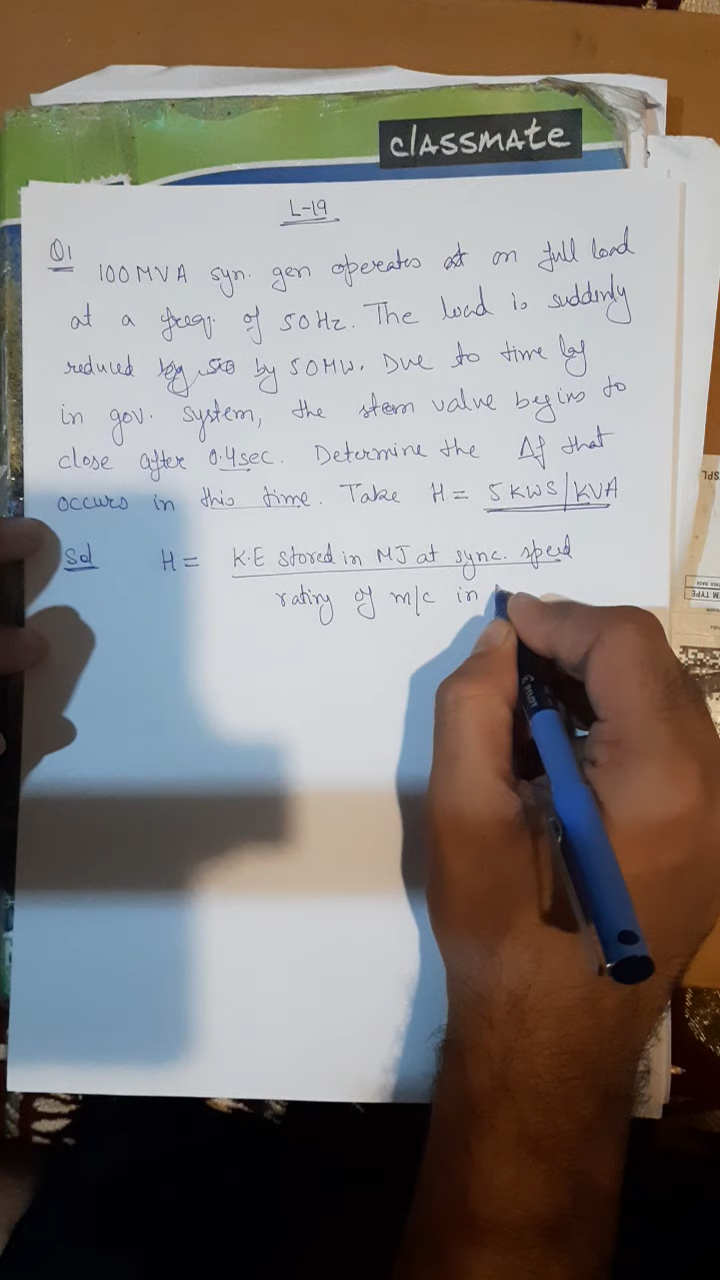 classmate
L-19
Q1
100 MVA syn. gen operates at on full load
at a freq. of 50Hz. The load is suddenly
reduced by by 50MW. Due to time lag
in gov. system, the steam valve begins to
close after 0.4sec. Determine the Δf that
occurs in this time. Take H = 5 KWS/KVA
Sol H = K.E stored in MJ at sync. speed
rating of m/c in
PILOT